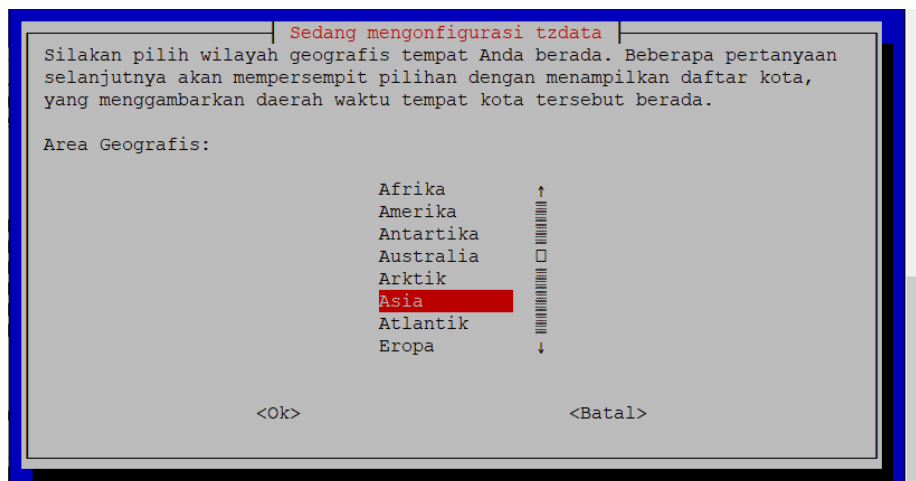 Sedang mengonfigurasi tzdata
Silakan pilih wilayah geografis tempat Anda berada. Beberapa pertanyaan
selanjutnya akan mempersempit pilihan dengan menampilkan daftar kota,
yang menggambarkan daerah waktu tempat kota tersebut berada.
Area Geografis:
Afrika
Amerika
Antartika
Australia
Arktik
Asia
Atlantik
Eropa
<Ok> <Batal>